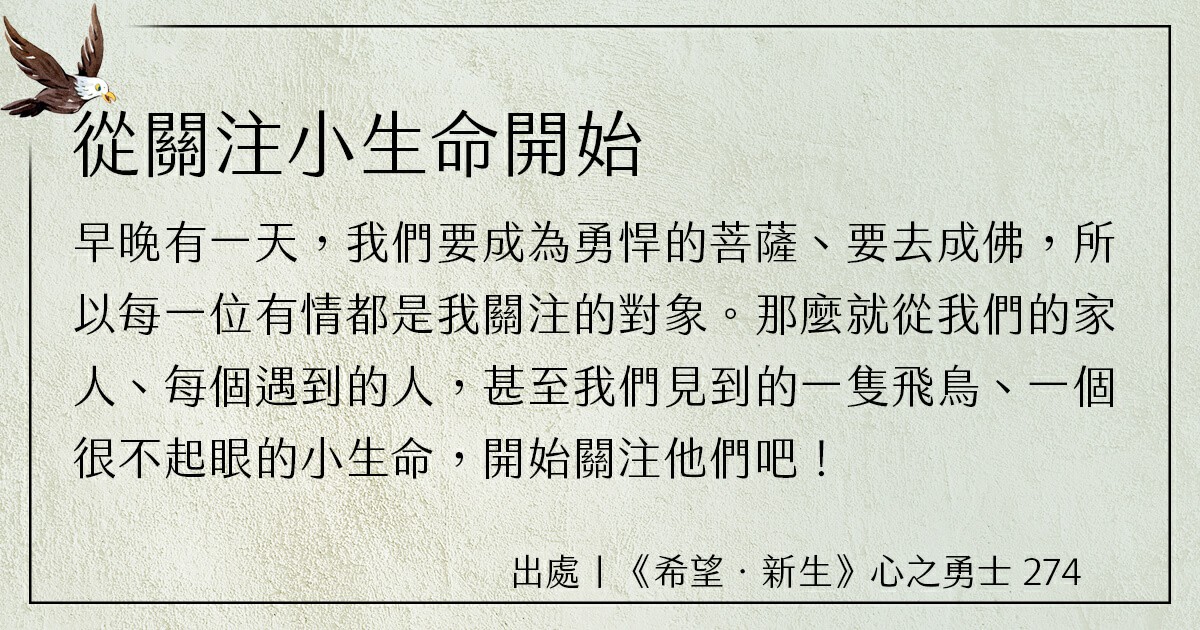 從關注小生命開始
早晚有一天，我們要成為勇悍的菩薩、要去成佛，所
以每一位有情都是我關注的對象。那麼就從我們的家
人、每個遇到的人，甚至我們見到的一隻飛鳥、一個
很不起眼的小生命，開始關注他們吧！
出處｜《希望．新生》心之勇士 274